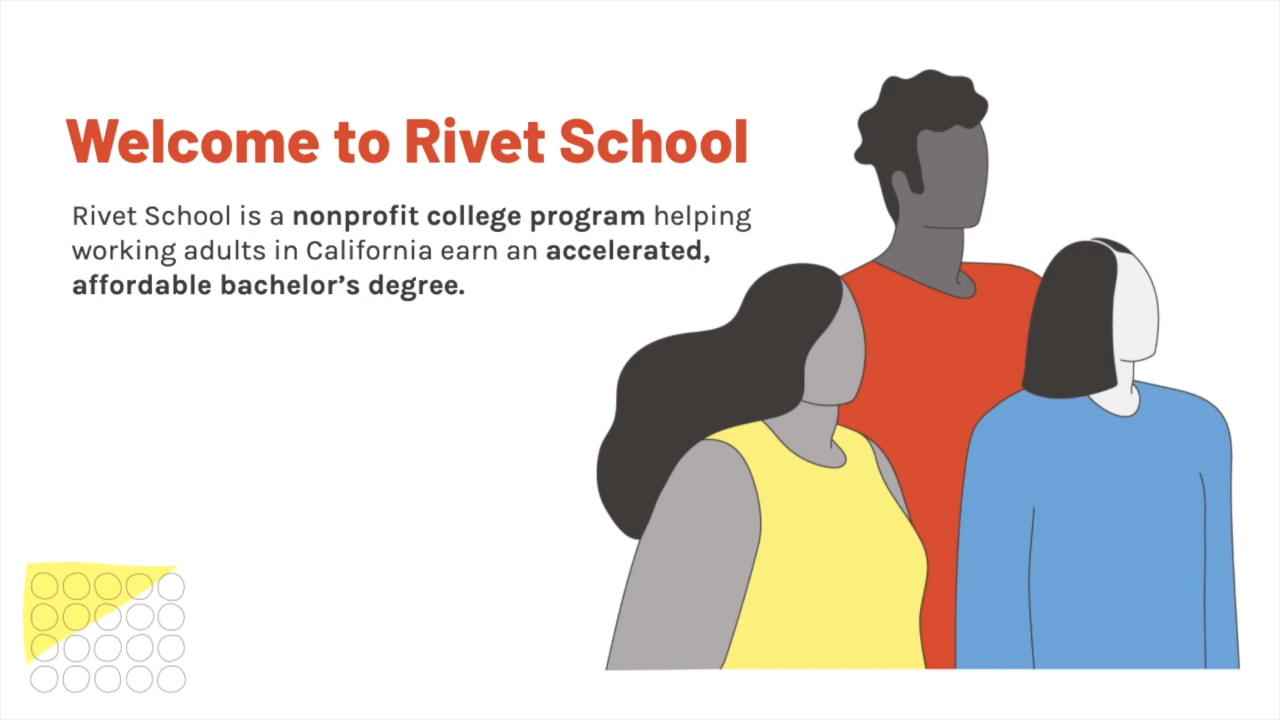 Welcome to Rivet School
Rivet School is a nonprofit college program helping
working adults in California earn an accelerated,
affordable bachelor’s degree.